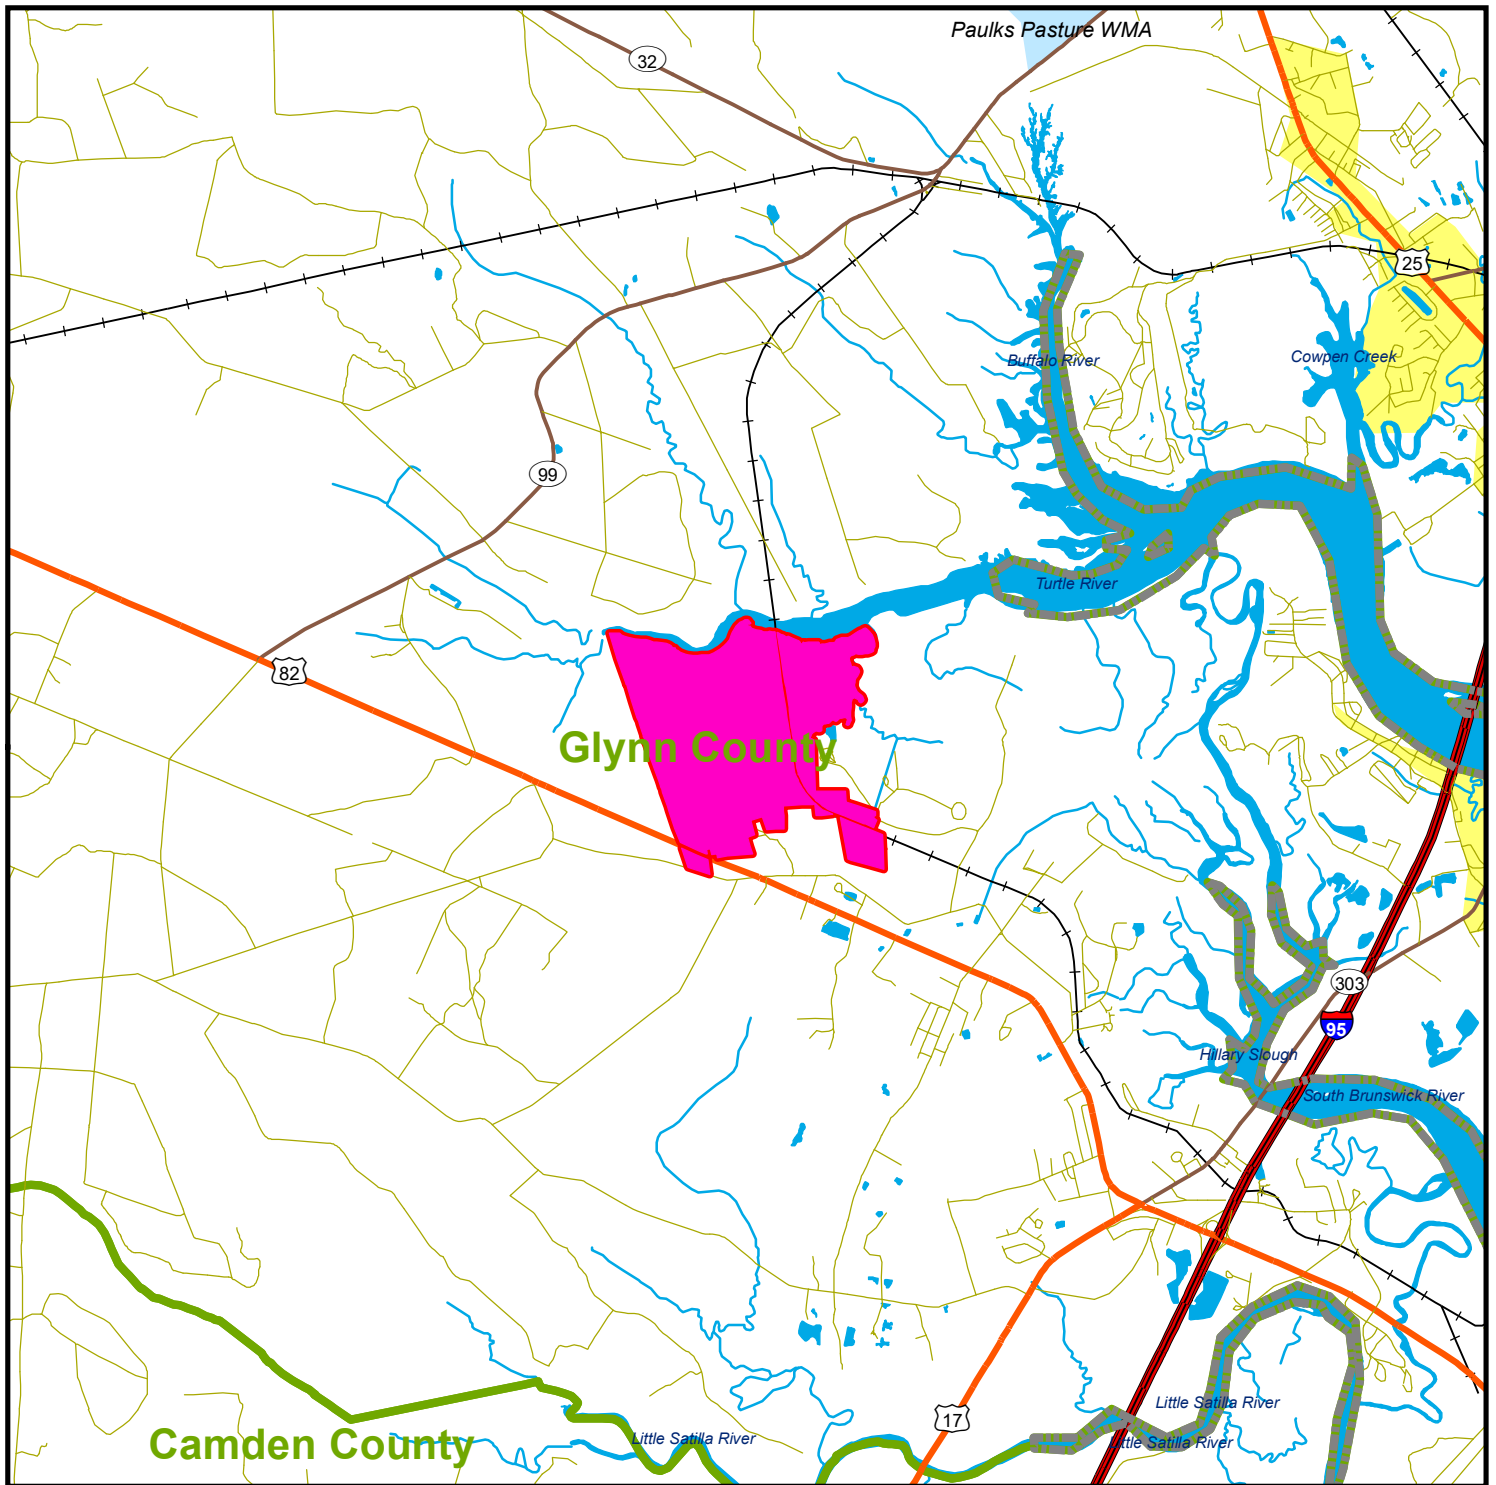 Paulks Pasture WMA
32
25
Buffalo River
Cowpen Creek
99
Turtle River
82
Glynn County
303
95
Hillary Slough
South Brunswick River
Little Satilla River
17
Little Satilla River
Little Satilla River
Camden County